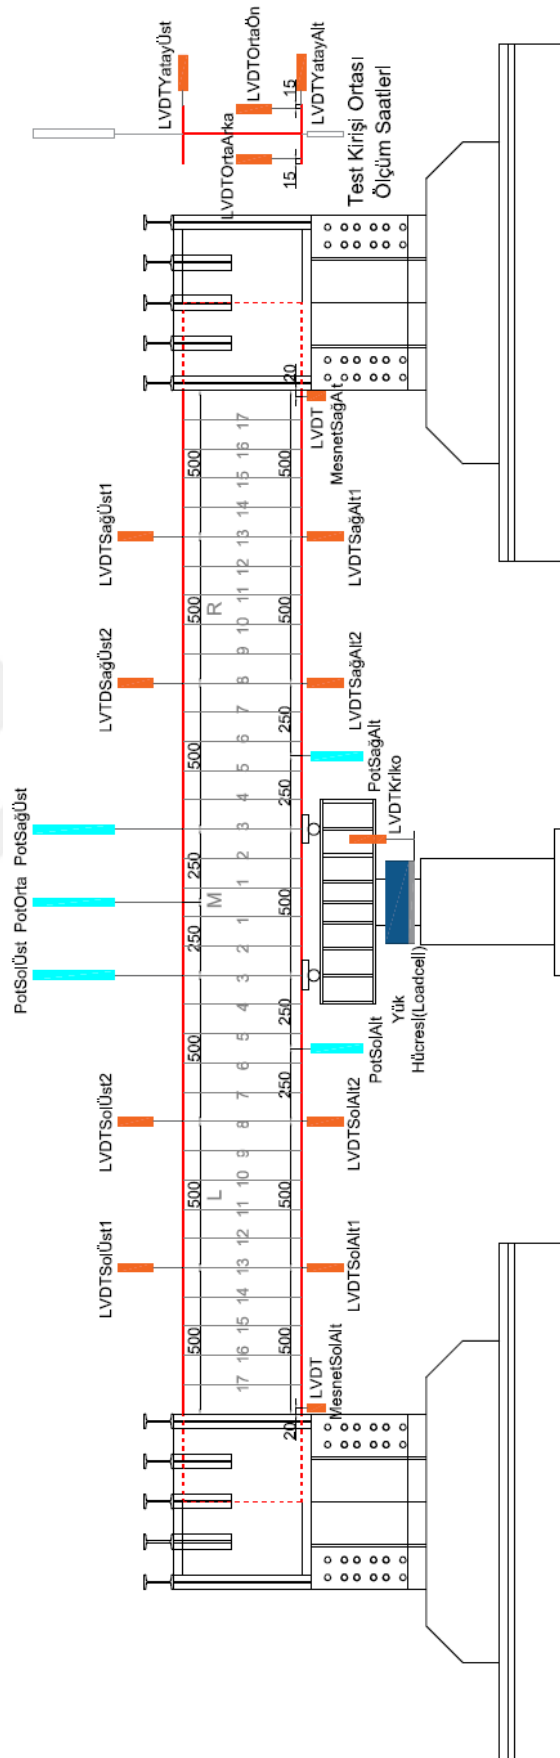 PotSolÜst PotOrta PotSağÜst
LVDTSolÜst1
LVDTSolÜst2
LVTDSağÜst2
LVDTSağÜst1
LVDTYatayÜst
500 500 500 250 250 500 500 500
L M R
17 16 15 14 13 12 11 10 9 8 7 6 5 4 3 2 1 1 2 3 4 5 6 7 8 9 10 11 12 13 14 15 16 17
LVDTOrtaArka
LVDTOrtaÖn
20 500 500 250 250 500 250 250 500 500 20
15 15
LVDTYatayAlt
LVDT
MesnetSolAlt
LVDTSolAlt1
LVDTSolAlt2
PotSolAlt
PotSağAlt
LVDTKriko
LVDTSağAlt2
LVDTSağAlt1
LVDT
MesnetSağAlt
Yük
Hücresi(Loadcell)
Test Kirişi Ortası
Ölçüm Saatleri